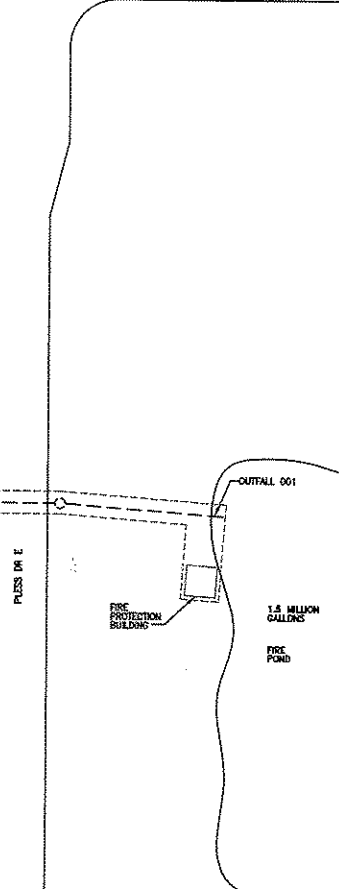 OUTFALL 001
PLESS DR E
FIRE
PROTECTION
BUILDING
1.5 MILLION
GALLONS
FIRE
POND